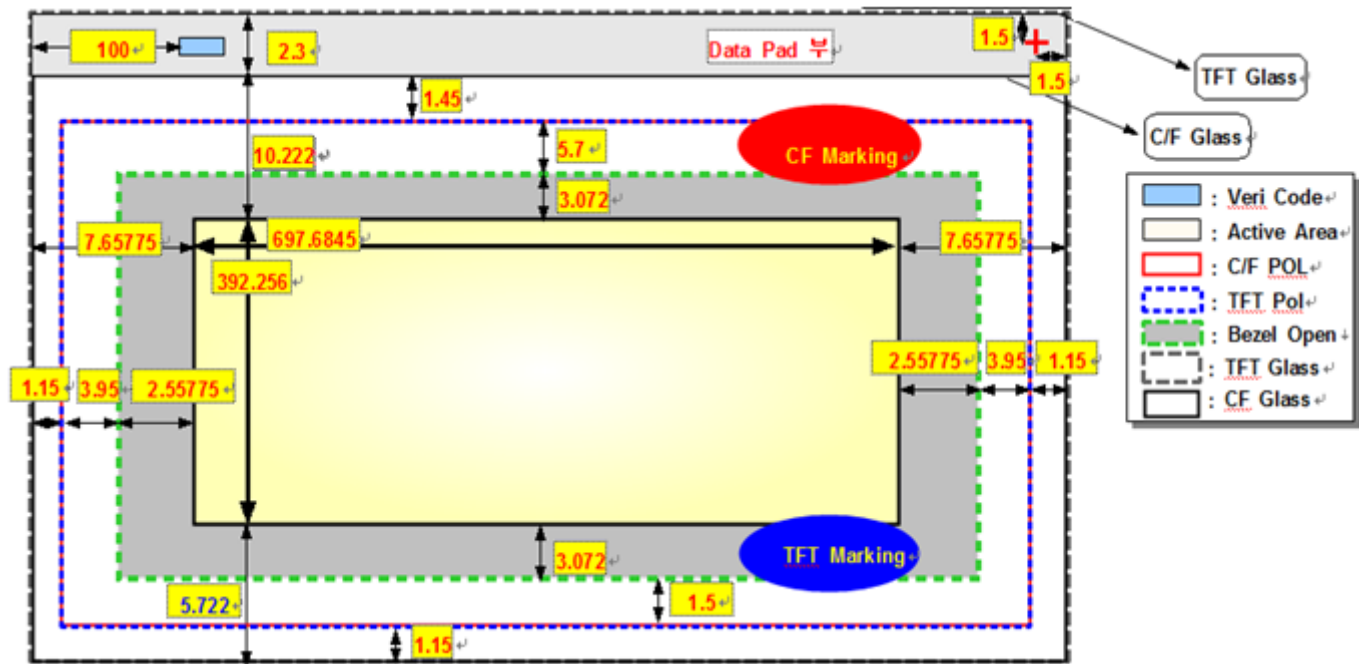 100
2.3
Data Pad 부
1.5
1.5
TFT Glass
1.45
C/F Glass
10.222
5.7
CF Marking
3.072
7.65775
697.6845
7.65775
392.256
: Veri Code
: Active Area
: C/F POL
: TFT Pol
: Bezel Open
: TFT Glass
: CF Glass
1.15
3.95
2.55775
2.55775
3.95
1.15
3.072
TFT Marking
5.722
1.5
1.15